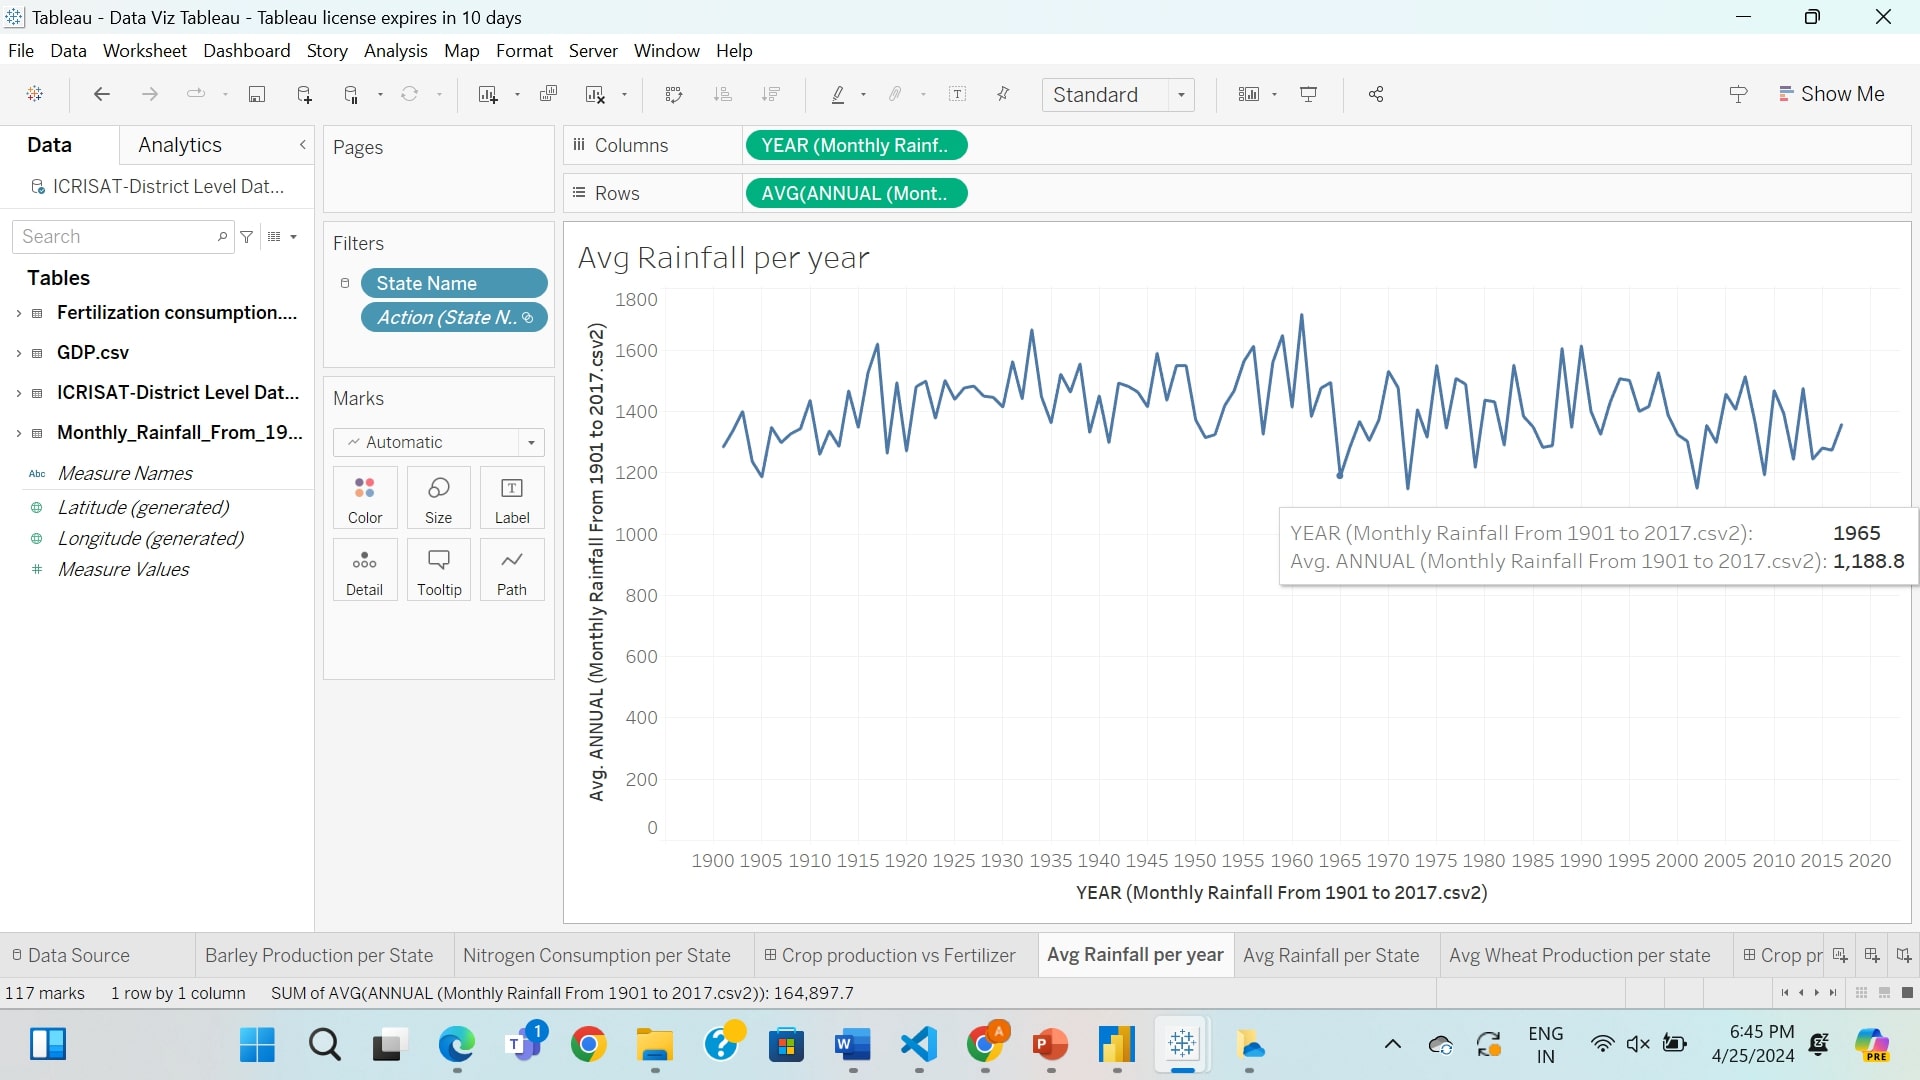 Tableau - Data Viz Tableau - Tableau license expires in 10 days
File Data Worksheet Dashboard Story Analysis Map Format Server Window Help
Standard
Show Me
Data
Analytics
ICRISAT-District Level Dat...
Search
Tables
Fertilization consumption....
GDP.csv
ICRISAT-District Level Dat...
Monthly_Rainfall_From_19...
Abc Measure Names
Latitude (generated)
Longitude (generated)
# Measure Values
Pages
Filters
State Name
Action (State N..
Marks
Automatic
Color Size Label
Detail Tooltip Path
Columns YEAR (Monthly Rainf..
Rows AVG(ANNUAL (Mont..
Avg Rainfall per year
Avg. ANNUAL (Monthly Rainfall From 1901 to 2017.csv2)
1800
1600
1400
1200
1000
800
600
400
200
0
YEAR (Monthly Rainfall From 1901 to 2017.csv2): 1965
Avg. ANNUAL (Monthly Rainfall From 1901 to 2017.csv2): 1,188.8
1900 1905 1910 1915 1920 1925 1930 1935 1940 1945 1950 1955 1960 1965 1970 1975 1980 1985 1990 1995 2000 2005 2010 2015 2020
YEAR (Monthly Rainfall From 1901 to 2017.csv2)
Data Source Barley Production per State Nitrogen Consumption per State Crop production vs Fertilizer Avg Rainfall per year Avg Rainfall per State Avg Wheat Production per state Crop pr
117 marks 1 row by 1 column SUM of AVG(ANNUAL (Monthly Rainfall From 1901 to 2017.csv2)): 164,897.7
1
A
ENG
IN
6:45 PM
4/25/2024
PRE